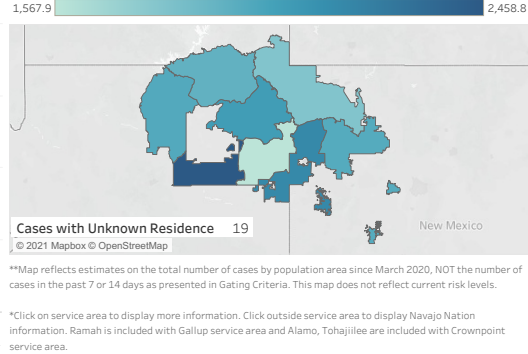 1,567.9 2,458.8
New Mexico
Cases with Unknown Residence 19
© 2021 Mapbox © OpenStreetMap
**Map reflects estimates on the total number of cases by population area since March 2020, NOT the number of
cases in the past 7 or 14 days as presented in Gating Criteria. This map does not reflect current risk levels.
*Click on service area to display more information. Click outside service area to display Navajo Nation
information. Ramah is included with Gallup service area and Alamo, Tohajiilee are included with Crownpoint
service area.